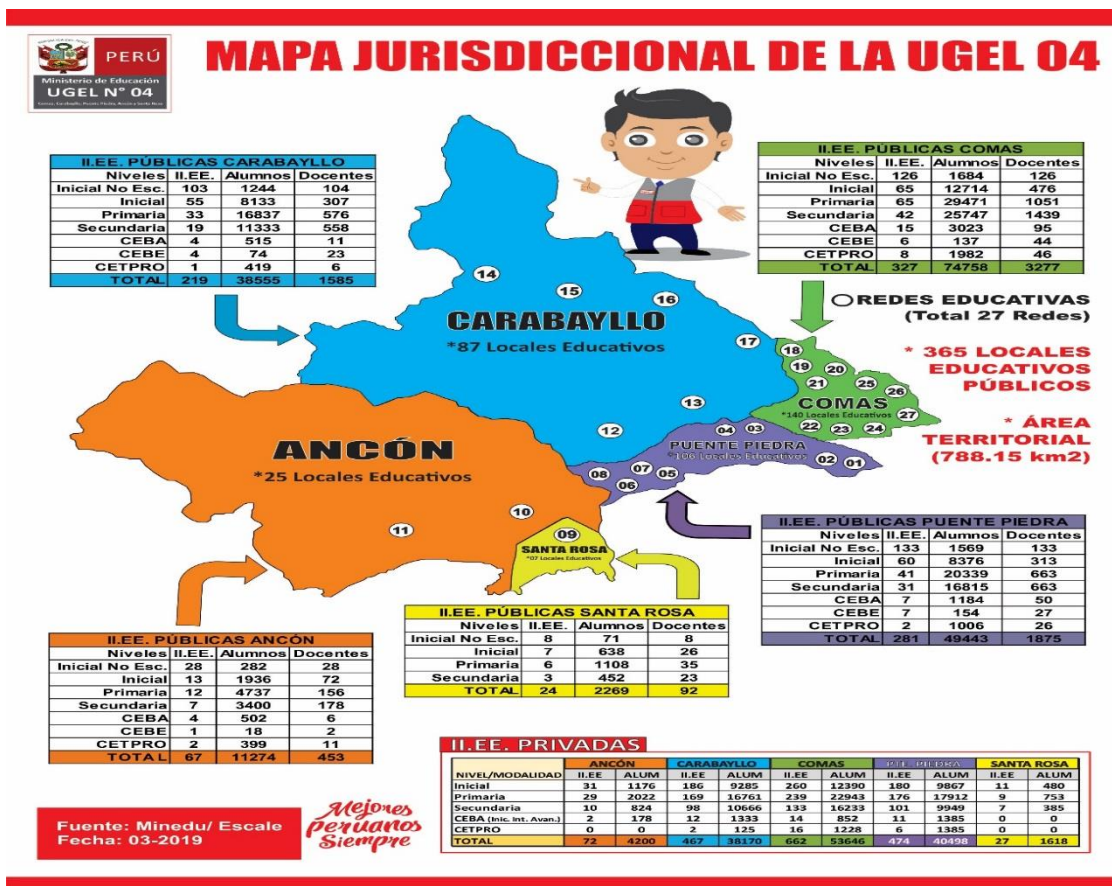 PERÚ
Ministerio de Educación
UGEL N° 04
MAPA JURISDICCIONAL DE LA UGEL 04
II.EE. PÚBLICAS CARABAYLLO
Niveles II.EE. Alumnos Docentes
Inicial No Esc. 103 1244 104
Inicial 55 8133 307
Primaria 33 16837 576
Secundaria 19 11333 558
CEBA 4 515 11
CEBE 4 74 23
CETPRO 1 419 6
TOTAL 219 38555 1585
II.EE. PÚBLICAS COMAS
Niveles II.EE. Alumnos Docentes
Inicial No Esc. 126 1684 126
Inicial 65 12714 476
Primaria 65 29471 1051
Secundaria 42 25747 1439
CEBA 15 3023 95
CEBE 6 137 44
CETPRO 8 1982 46
TOTAL 327 74758 3277
REDES EDUCATIVAS
(Total 27 Redes)
* 365 LOCALES
EDUCATIVOS
PÚBLICOS
* ÁREA
TERRITORIAL
(788.15 km2)
14
15
16
CARABAYLLO
*87 Locales Educativos
17
13
12
18
19
20
21
25
26
COMAS
*140 Locales Educativos
27
22
23
24
04
03
PUENTE PIEDRA
*106 Locales Educativos
02
01
08
07
05
06
ANCÓN
*25 Locales Educativos
10
11
09
SANTA ROSA
*07 Locales Educativos
II.EE. PÚBLICAS PUENTE PIEDRA
Niveles II.EE. Alumnos Docentes
Inicial No Esc. 133 1569 133
Inicial 60 8376 313
Primaria 41 20339 663
Secundaria 31 16815 663
CEBA 7 1184 50
CEBE 7 154 27
CETPRO 2 1006 26
TOTAL 281 49443 1875
II.EE. PÚBLICAS SANTA ROSA
Niveles II.EE. Alumnos Docentes
Inicial No Esc. 8 71 8
Inicial 7 638 26
Primaria 6 1108 35
Secundaria 3 452 23
TOTAL 24 2269 92
II.EE. PÚBLICAS ANCÓN
Niveles II.EE. Alumnos Docentes
Inicial No Esc. 28 282 28
Inicial 13 1936 72
Primaria 12 4737 156
Secundaria 7 3400 178
CEBA 4 502 6
CEBE 1 18 2
CETPRO 2 399 11
TOTAL 67 11274 453
II.EE. PRIVADAS
ANCÓN CARABAYLLO COMAS PTE. PIEDRA SANTA ROSA
NIVEL/MODALIDAD II.EE ALUM II.EE ALUM II.EE ALUM II.EE ALUM II.EE ALUM
Inicial 31 1176 186 9285 260 12390 180 9867 11 480
Primaria 29 2022 169 16761 239 22943 176 17912 9 753
Secundaria 10 824 98 10666 133 16233 101 9949 7 385
CEBA (Inic. Int. Avan.) 2 178 12 1333 14 852 11 1385 0 0
CETPRO 0 0 2 125 16 1228 6 1385 0 0
TOTAL 72 4200 467 38170 662 53646 474 40498 27 1618
Fuente: Minedu/ Escale
Fecha: 03-2019
Mejores
peruanos
Siempre